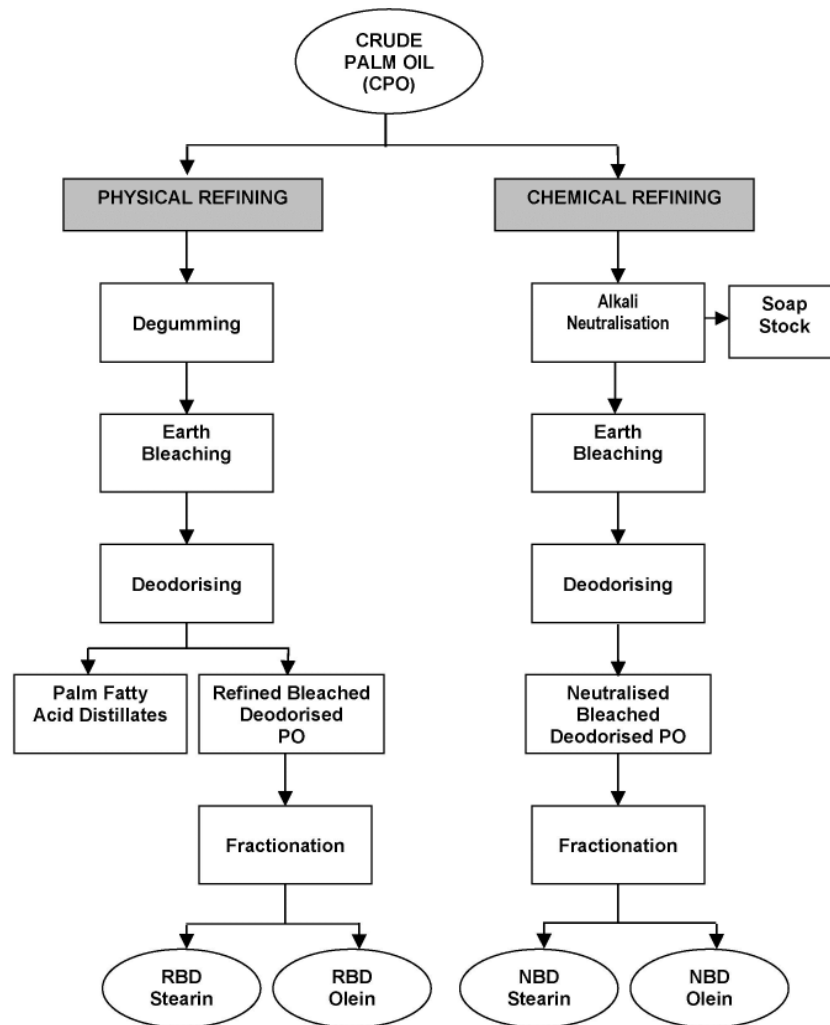 CRUDE
PALM OIL
(CPO)
PHYSICAL REFINING
CHEMICAL REFINING
Degumming
Alkali
Neutralisation
Soap
Stock
Earth
Bleaching
Earth
Bleaching
Deodorising
Deodorising
Palm Fatty
Acid Distillates
Refined Bleached
Deodorised
PO
Neutralised
Bleached
Deodorised PO
Fractionation
Fractionation
RBD
Stearin
RBD
Olein
NBD
Stearin
NBD
Olein